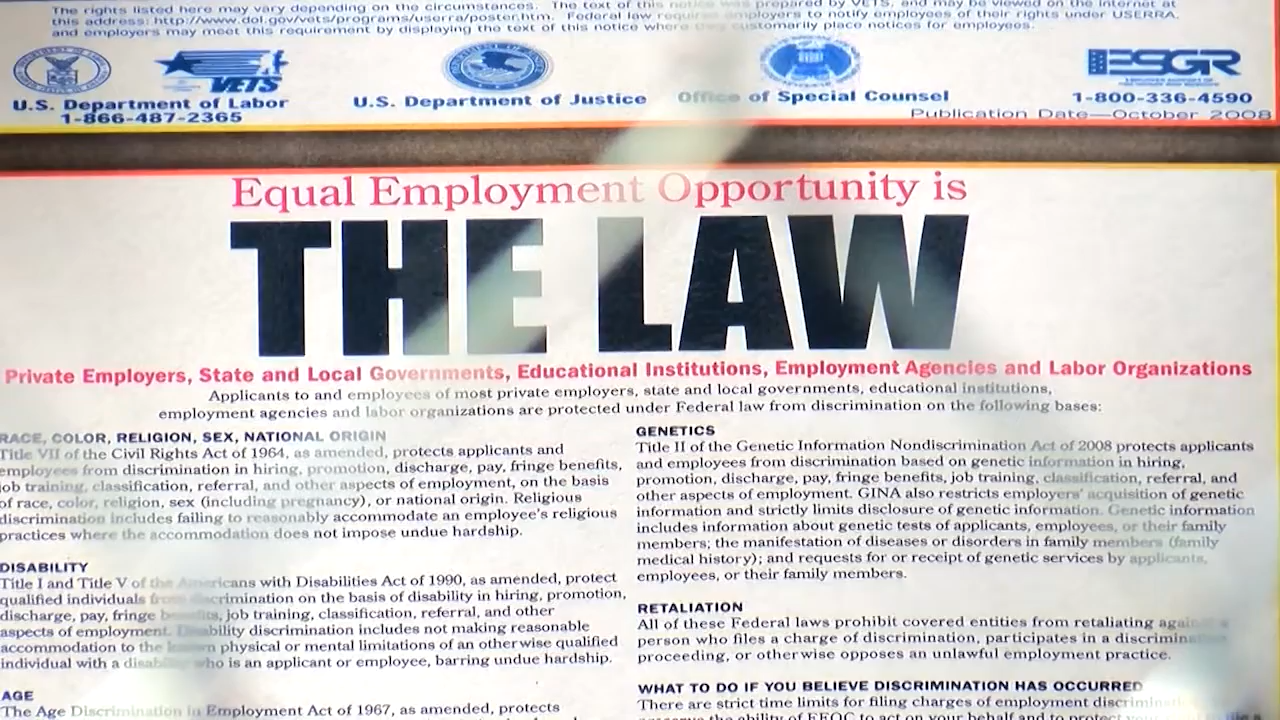 The rights listed here may vary depending on the circumstances. The text of this notice was prepared by VETS, and may be viewed on the internet at
this address: http://www.dol.gov/vets/programs/userra/poster.htm. Federal law requires employers to notify employees of their rights under USERRA,
and employers may meet this requirement by displaying the text of this notice where they customarily place notices for employees.
VETS
ESGR
U.S. Department of Labor
1-866-487-2365
U.S. Department of Justice
Office of Special Counsel
1-800-336-4590
Publication Date—October 2008
Equal Employment Opportunity is
THE LAW
Private Employers, State and Local Governments, Educational Institutions, Employment Agencies and Labor Organizations
Applicants to and employees of most private employers, state and local governments, educational institutions,
employment agencies and labor organizations are protected under Federal law from discrimination on the following bases:
RACE, COLOR, RELIGION, SEX, NATIONAL ORIGIN
Title VII of the Civil Rights Act of 1964, as amended, protects applicants and
employees from discrimination in hiring, promotion, discharge, pay, fringe benefits,
job training, classification, referral, and other aspects of employment, on the basis
of race, color, religion, sex (including pregnancy), or national origin. Religious
discrimination includes failing to reasonably accommodate an employee's religious
practices where the accommodation does not impose undue hardship.
DISABILITY
Title I and Title V of the Americans with Disabilities Act of 1990, as amended, protect
qualified individuals from discrimination on the basis of disability in hiring, promotion,
discharge, pay, fringe benefits, job training, classification, referral, and other
aspects of employment. Disability discrimination includes not making reasonable
accommodation to the known physical or mental limitations of an otherwise qualified
individual with a disability who is an applicant or employee, barring undue hardship.
AGE
The Age Discrimination in Employment Act of 1967, as amended, protects
GENETICS
Title II of the Genetic Information Nondiscrimination Act of 2008 protects applicants
and employees from discrimination based on genetic information in hiring,
promotion, discharge, pay, fringe benefits, job training, classification, referral, and
other aspects of employment. GINA also restricts employers' acquisition of genetic
information and strictly limits disclosure of genetic information. Genetic information
includes information about genetic tests of applicants, employees, or their family
members; the manifestation of diseases or disorders in family members (family
medical history); and requests for or receipt of genetic services by applicants,
employees, or their family members.
RETALIATION
All of these Federal laws prohibit covered entities from retaliating against a
person who files a charge of discrimination, participates in a discrimination
proceeding, or otherwise opposes an unlawful employment practice.
WHAT TO DO IF YOU BELIEVE DISCRIMINATION HAS OCCURRED
There are strict time limits for filing charges of employment discrimination
the ability of EEOC to act on your behalf and to protect